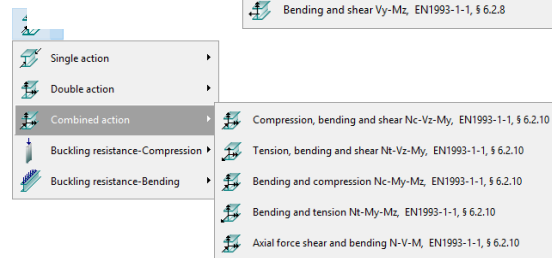 Bending and shear Vy-Mz, EN1993-1-1, § 6.2.8
Single action
Double action
Combined action
Buckling resistance-Compression
Buckling resistance-Bending
Compression, bending and shear Nc-Vz-My, EN1993-1-1, § 6.2.10
Tension, bending and shear Nt-Vz-My, EN1993-1-1, § 6.2.10
Bending and compression Nc-My-Mz, EN1993-1-1, § 6.2.10
Bending and tension Nt-My-Mz, EN1993-1-1, § 6.2.10
Axial force shear and bending N-V-M, EN1993-1-1, § 6.2.10